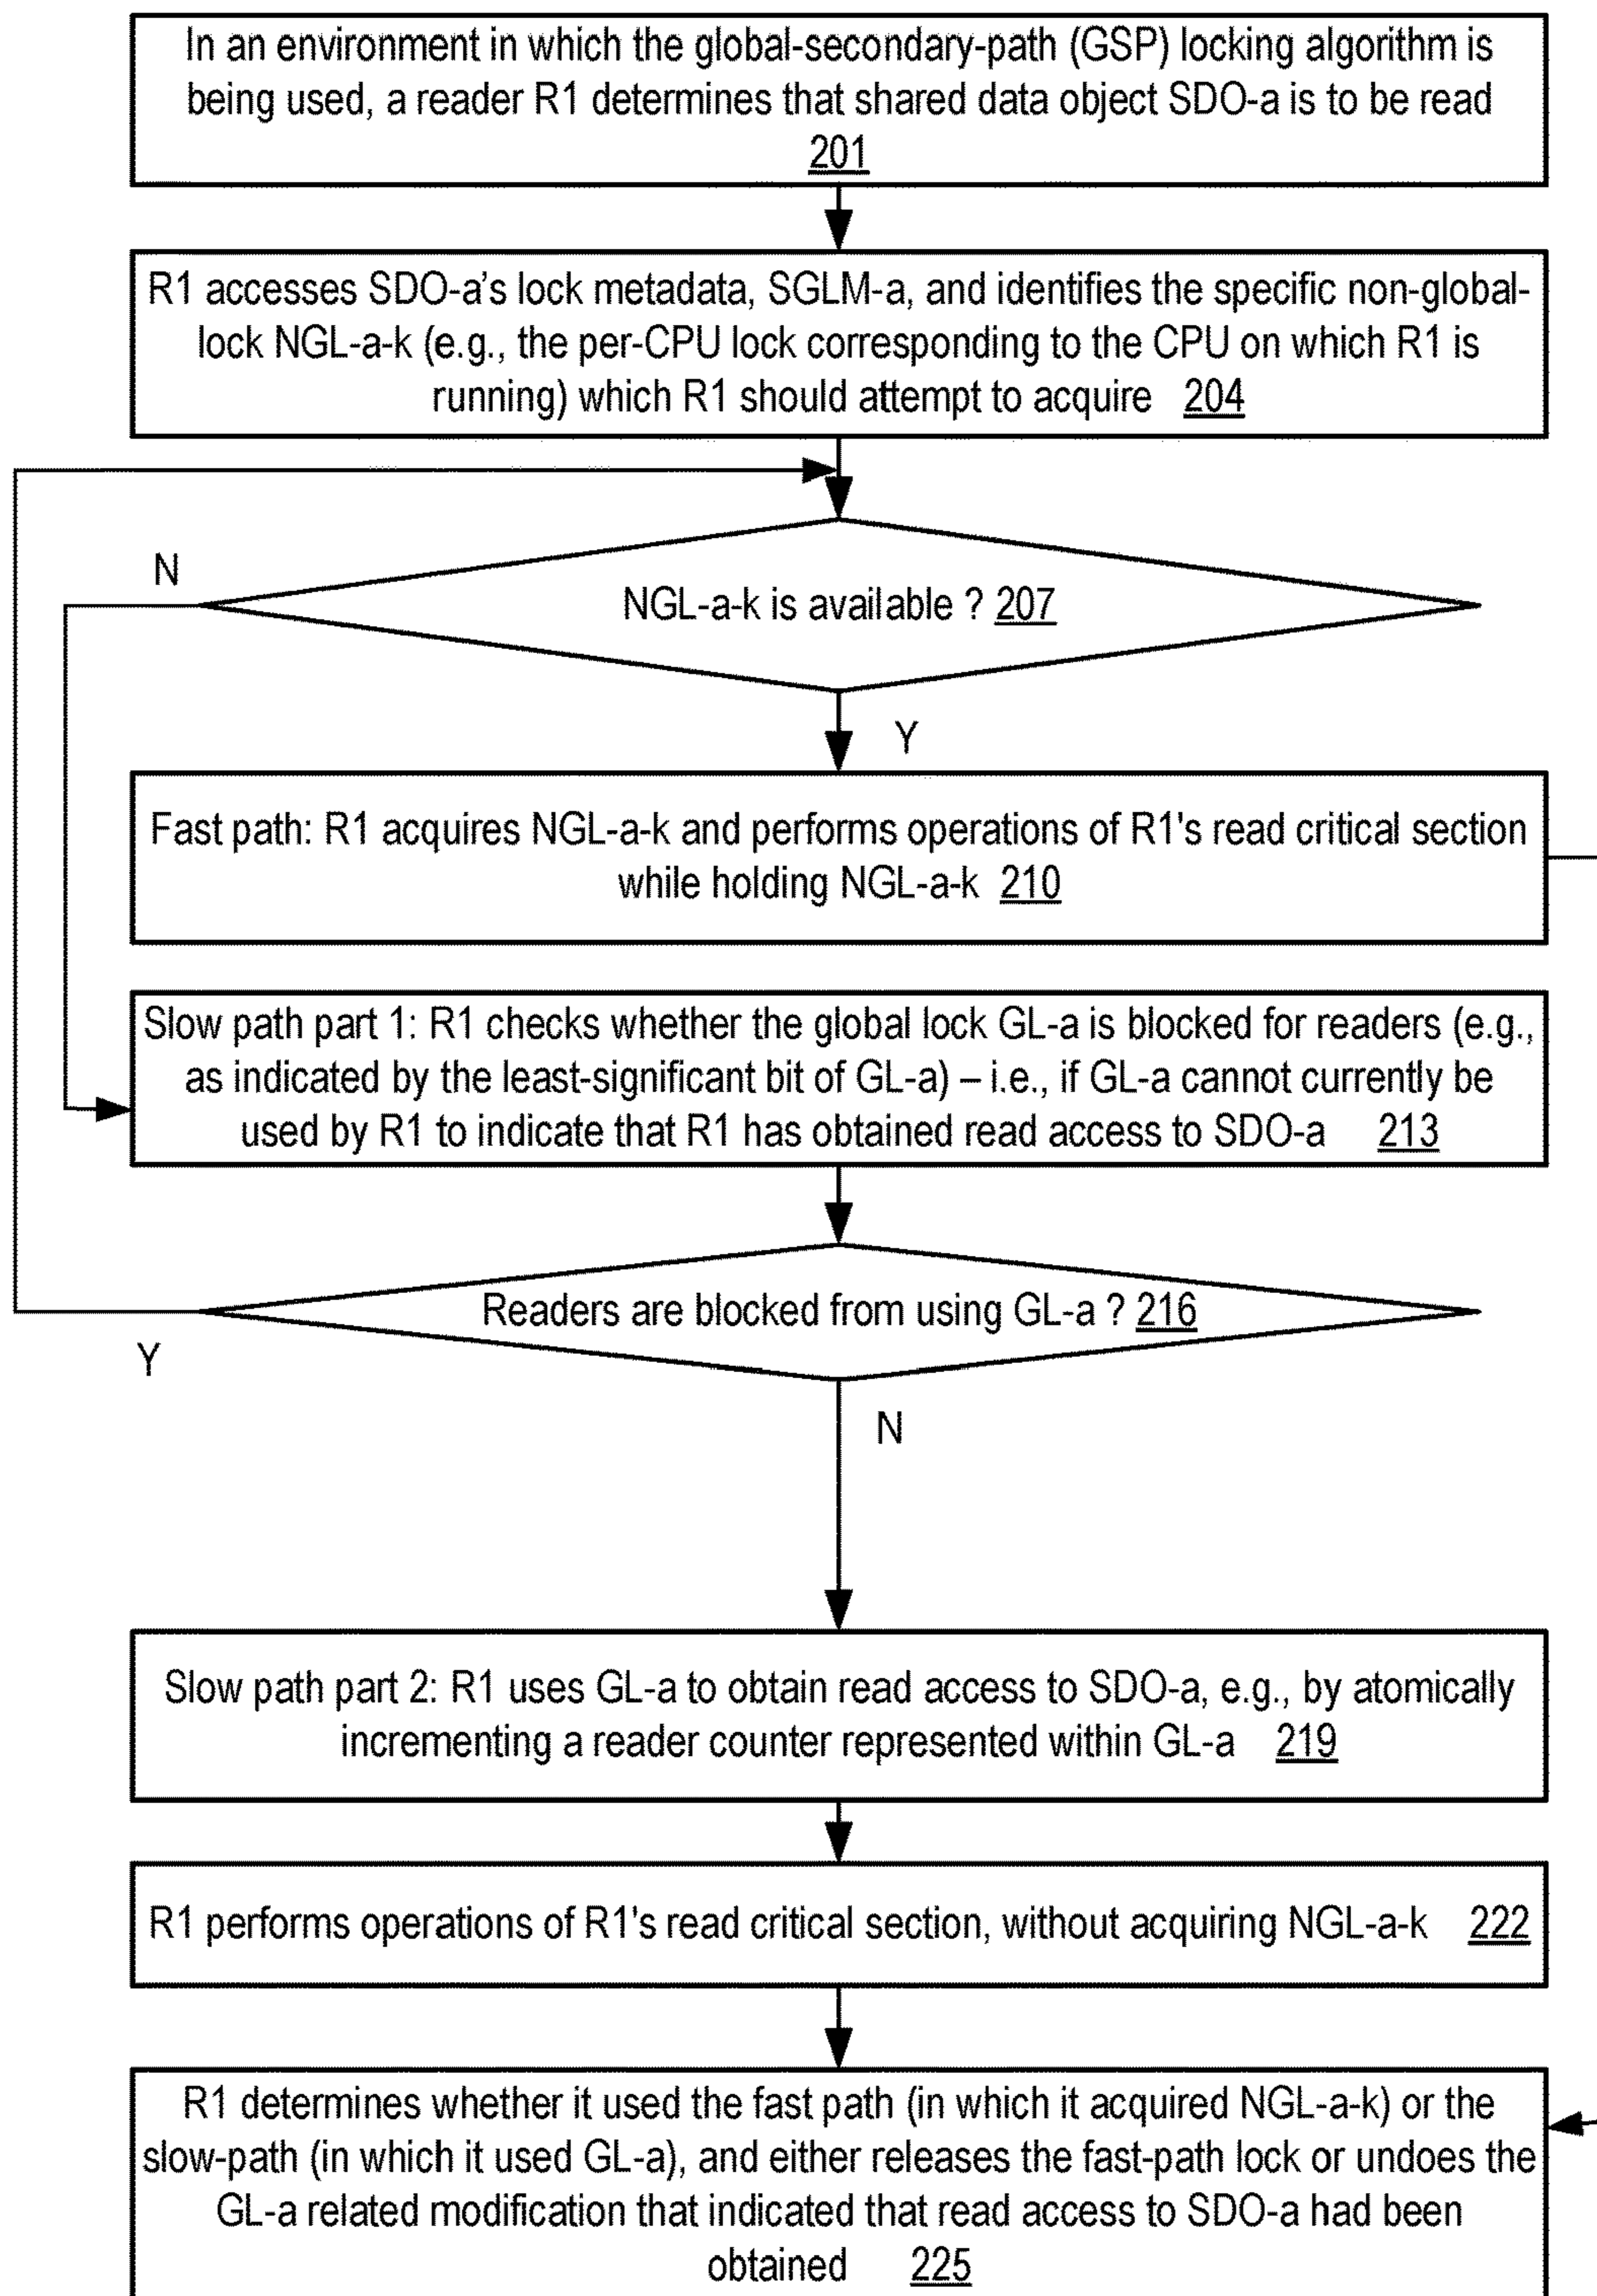 In an environment in which the global-secondary-path (GSP) locking algorithm is
being used, a reader R1 determines that shared data object SDO-a is to be read
201
R1 accesses SDO-a's lock metadata, SGLM-a, and identifies the specific non-global-
lock NGL-a-k (e.g., the per-CPU lock corresponding to the CPU on which R1 is
running) which R1 should attempt to acquire 204
N
NGL-a-k is available ? 207
Y
Fast path: R1 acquires NGL-a-k and performs operations of R1's read critical section
while holding NGL-a-k 210
Slow path part 1: R1 checks whether the global lock GL-a is blocked for readers (e.g.,
as indicated by the least-significant bit of GL-a) – i.e., if GL-a cannot currently be
used by R1 to indicate that R1 has obtained read access to SDO-a 213
Readers are blocked from using GL-a ? 216
Y
N
Slow path part 2: R1 uses GL-a to obtain read access to SDO-a, e.g., by atomically
incrementing a reader counter represented within GL-a 219
R1 performs operations of R1's read critical section, without acquiring NGL-a-k 222
R1 determines whether it used the fast path (in which it acquired NGL-a-k) or the
slow-path (in which it used GL-a), and either releases the fast-path lock or undoes the
GL-a related modification that indicated that read access to SDO-a had been
obtained 225